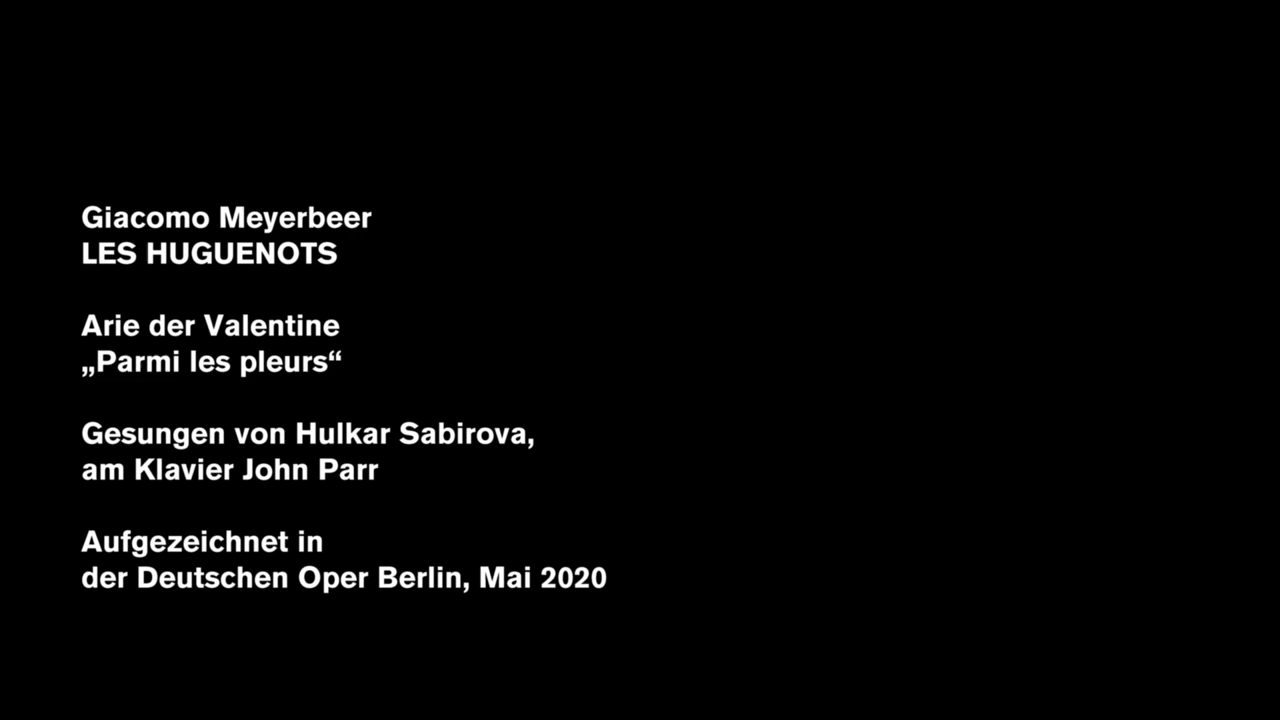 Giacomo Meyerbeer
LES HUGUENOTS
Arie der Valentine
„Parmi les pleurs“
Gesungen von Hulkar Sabirova,
am Klavier John Parr
Aufgezeichnet in
der Deutschen Oper Berlin, Mai 2020